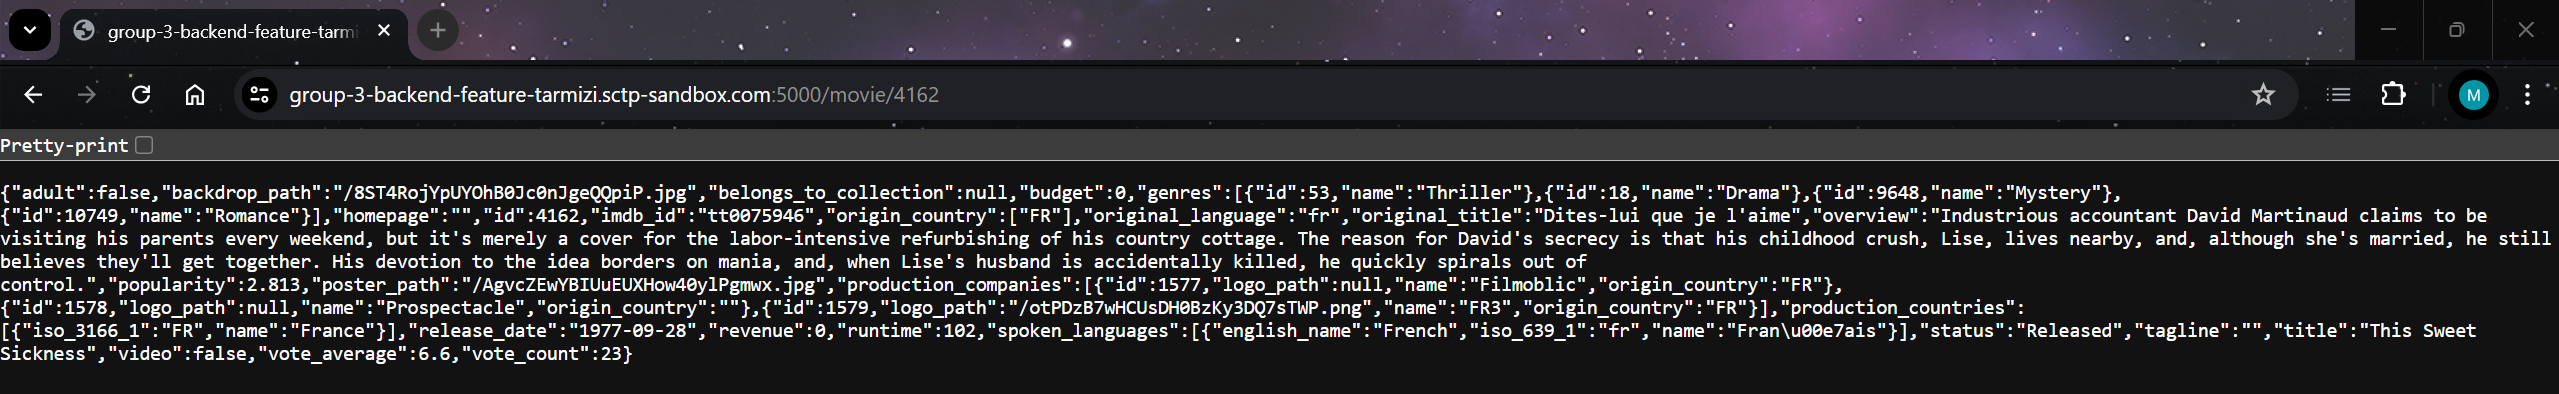 group-3-backend-feature-tarmi
group-3-backend-feature-tarmizi.sctp-sandbox.com:5000/movie/4162
M
Pretty-print
{"adult":false,"backdrop_path":"/8ST4RojYpUYOhB0Jc0nJgeQQpiP.jpg","belongs_to_collection":null,"budget":0,"genres":[{"id":53,"name":"Thriller"},{"id":18,"name":"Drama"},{"id":9648,"name":"Mystery"},
{"id":10749,"name":"Romance"}],"homepage":"","id":4162,"imdb_id":"tt0075946","origin_country":["FR"],"original_language":"fr","original_title":"Dites-lui que je l'aime","overview":"Industrious accountant David Martinaud claims to be
visiting his parents every weekend, but it's merely a cover for the labor-intensive refurbishing of his country cottage. The reason for David's secrecy is that his childhood crush, Lise, lives nearby, and, although she's married, he still
believes they'll get together. His devotion to the idea borders on mania, and, when Lise's husband is accidentally killed, he quickly spirals out of
control.","popularity":2.813,"poster_path":"/AgvcZEwYBIUuEUXHow40ylPgmwx.jpg","production_companies":[{"id":1577,"logo_path":null,"name":"Filmoblic","origin_country":"FR"},
{"id":1578,"logo_path":null,"name":"Prospectacle","origin_country":""},{"id":1579,"logo_path":"/otPDzB7wHCUsDH0BzKy3DQ7sTWP.png","name":"FR3","origin_country":"FR"}],"production_countries":
[{"iso_3166_1":"FR","name":"France"}],"release_date":"1977-09-28","revenue":0,"runtime":102,"spoken_languages":[{"english_name":"French","iso_639_1":"fr","name":"Fran\u00e7ais"}],"status":"Released","tagline":"","title":"This Sweet
Sickness","video":false,"vote_average":6.6,"vote_count":23}